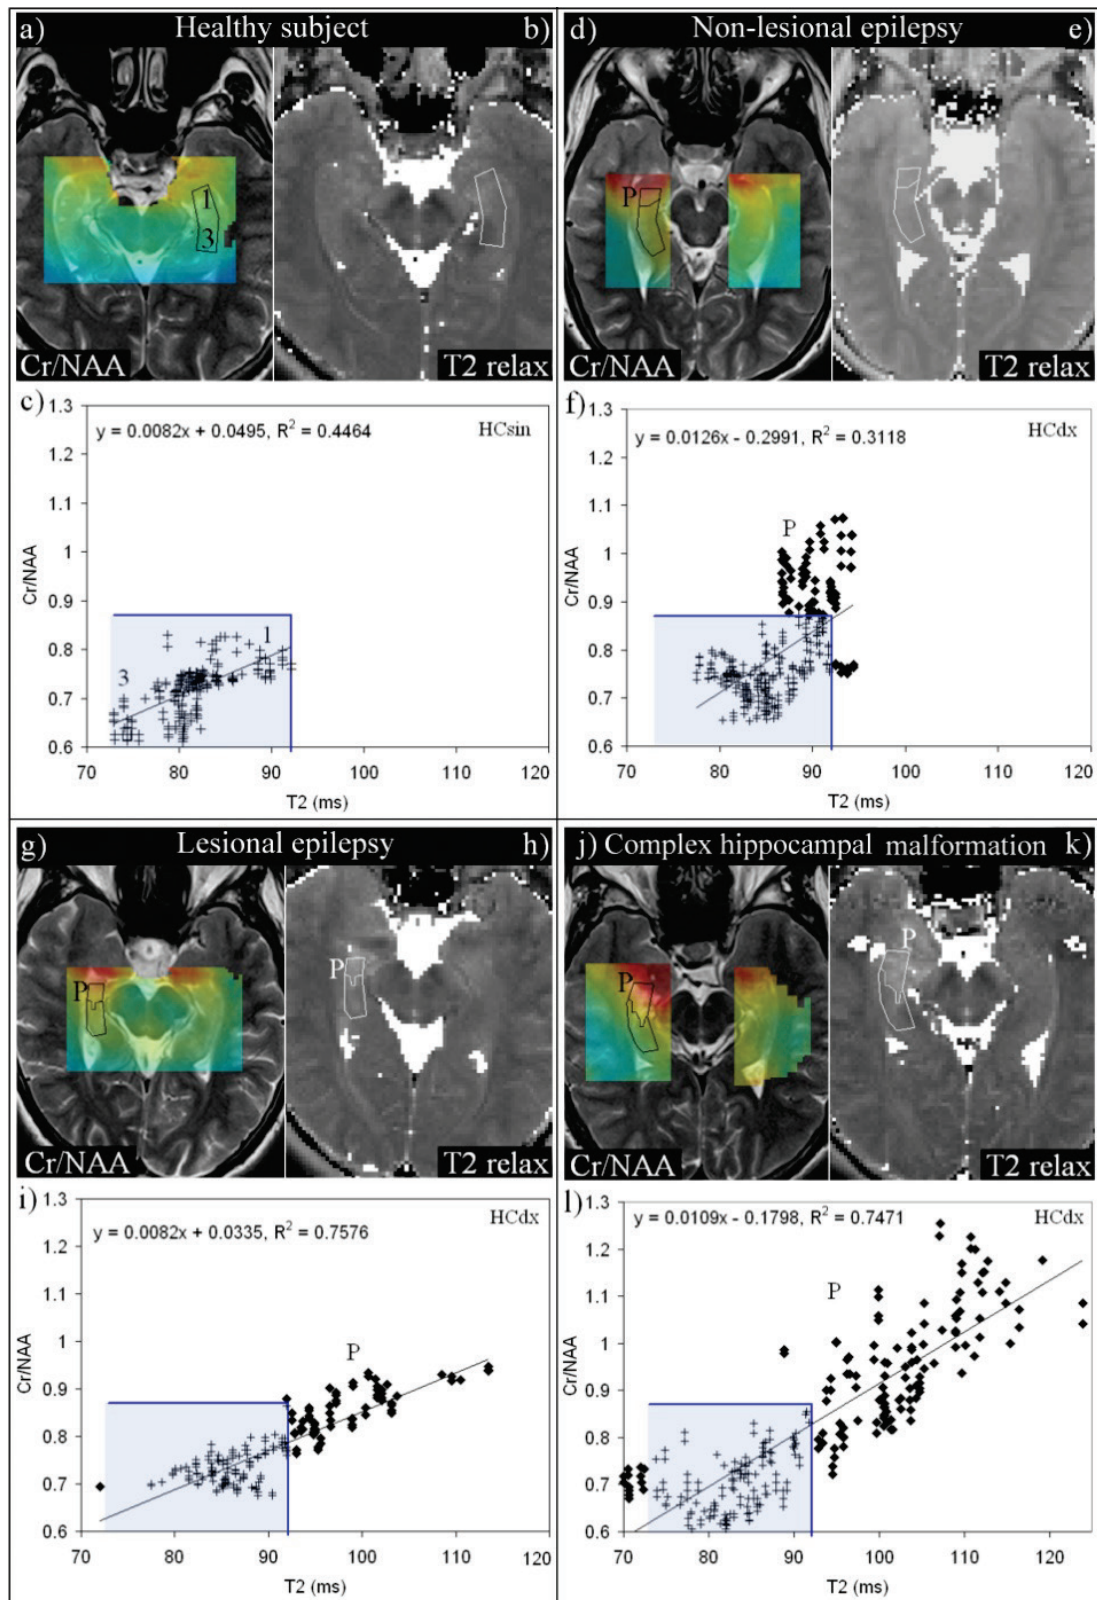 a) Healthy subject b)
1
3
Cr/NAA T2 relax
c)
1.3
1.2
1.1
1
0.9
0.8
0.7
0.6
Cr/NAA
y = 0.0082x + 0.0495, R² = 0.4464
HCsin
1
3
70 80 90 100 110 120
T2 (ms)
d) Non-lesional epilepsy e)
P
Cr/NAA T2 relax
f)
1.3
1.2
1.1
1
0.9
0.8
0.7
0.6
Cr/NAA
y = 0.0126x - 0.2991, R² = 0.3118
HCdx
P
70 80 90 100 110 120
T2 (ms)
g) Lesional epilepsy h)
P P
Cr/NAA T2 relax
i)
1.3
1.2
1.1
1
0.9
0.8
0.7
0.6
Cr/NAA
y = 0.0082x + 0.0335, R² = 0.7576
HCdx
P
70 80 90 100 110 120
T2 (ms)
j) Complex hippocampal malformation k)
P P
Cr/NAA T2 relax
l)
1.3
1.2
1.1
1
0.9
0.8
0.7
0.6
Cr/NAA
y = 0.0109x - 0.1798, R² = 0.7471
HCdx
P
70 80 90 100 110 120
T2 (ms)